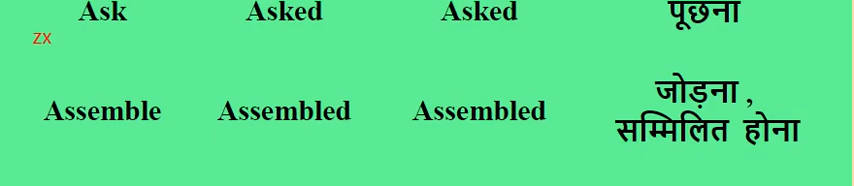 Ask Asked Asked पूछना
zx
Assemble Assembled Assembled जोड़ना ,
सम्मिलित होना